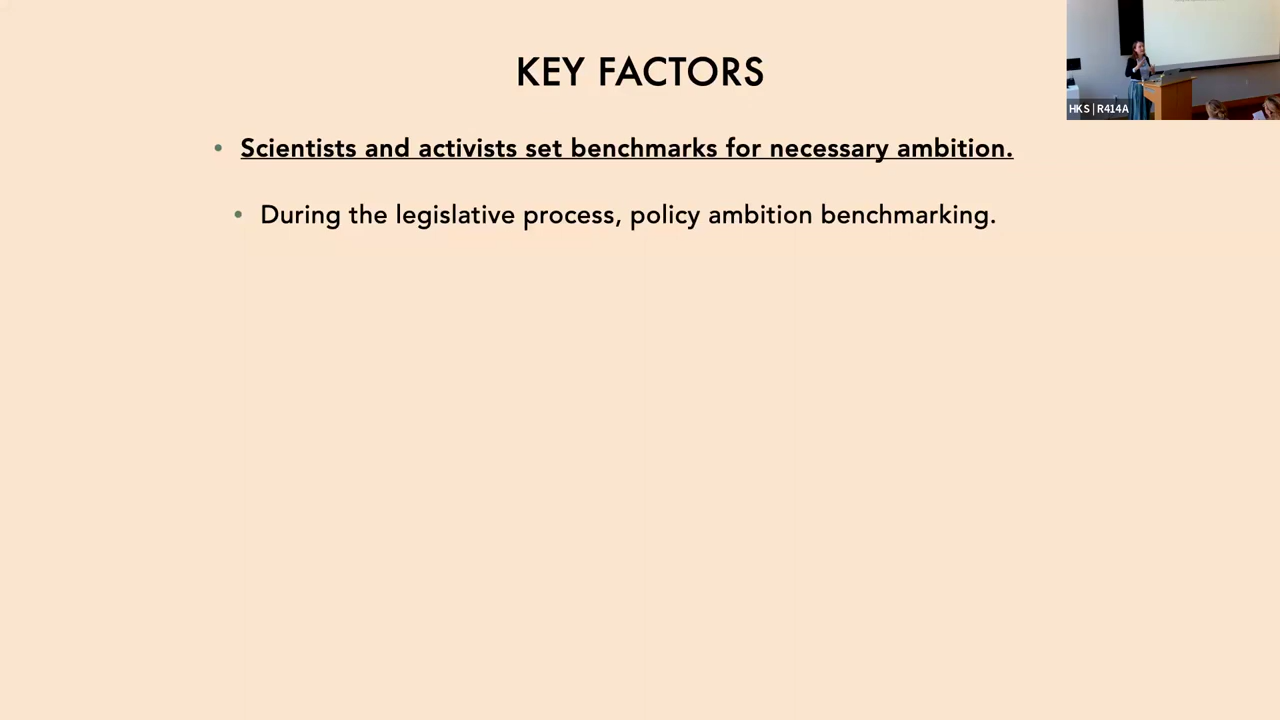 KEY FACTORS
HKS | R414A
• Scientists and activists set benchmarks for necessary ambition.
• During the legislative process, policy ambition benchmarking.